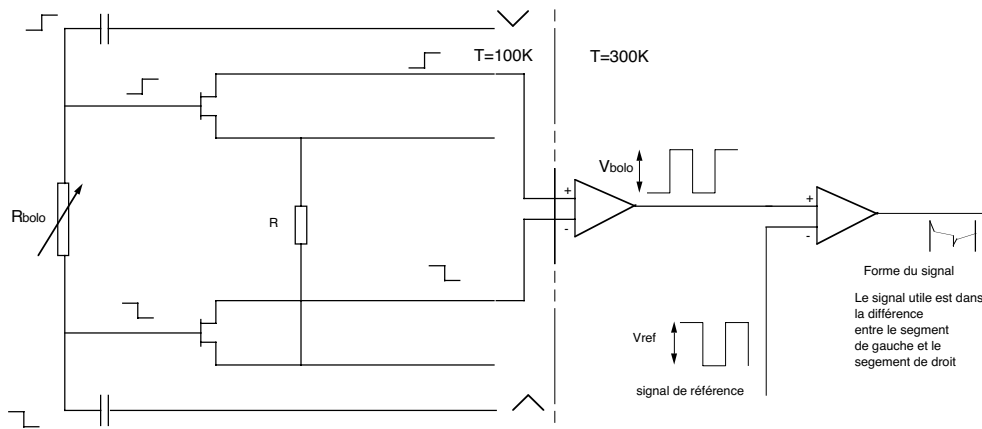 T=100K
T=300K
Vbolo
+
-
+
-
Rbolo
R
Forme du signal
Le signal utile est dans
la différence
entre le segment
de gauche et le
segement de droit
Vref
signal de référence